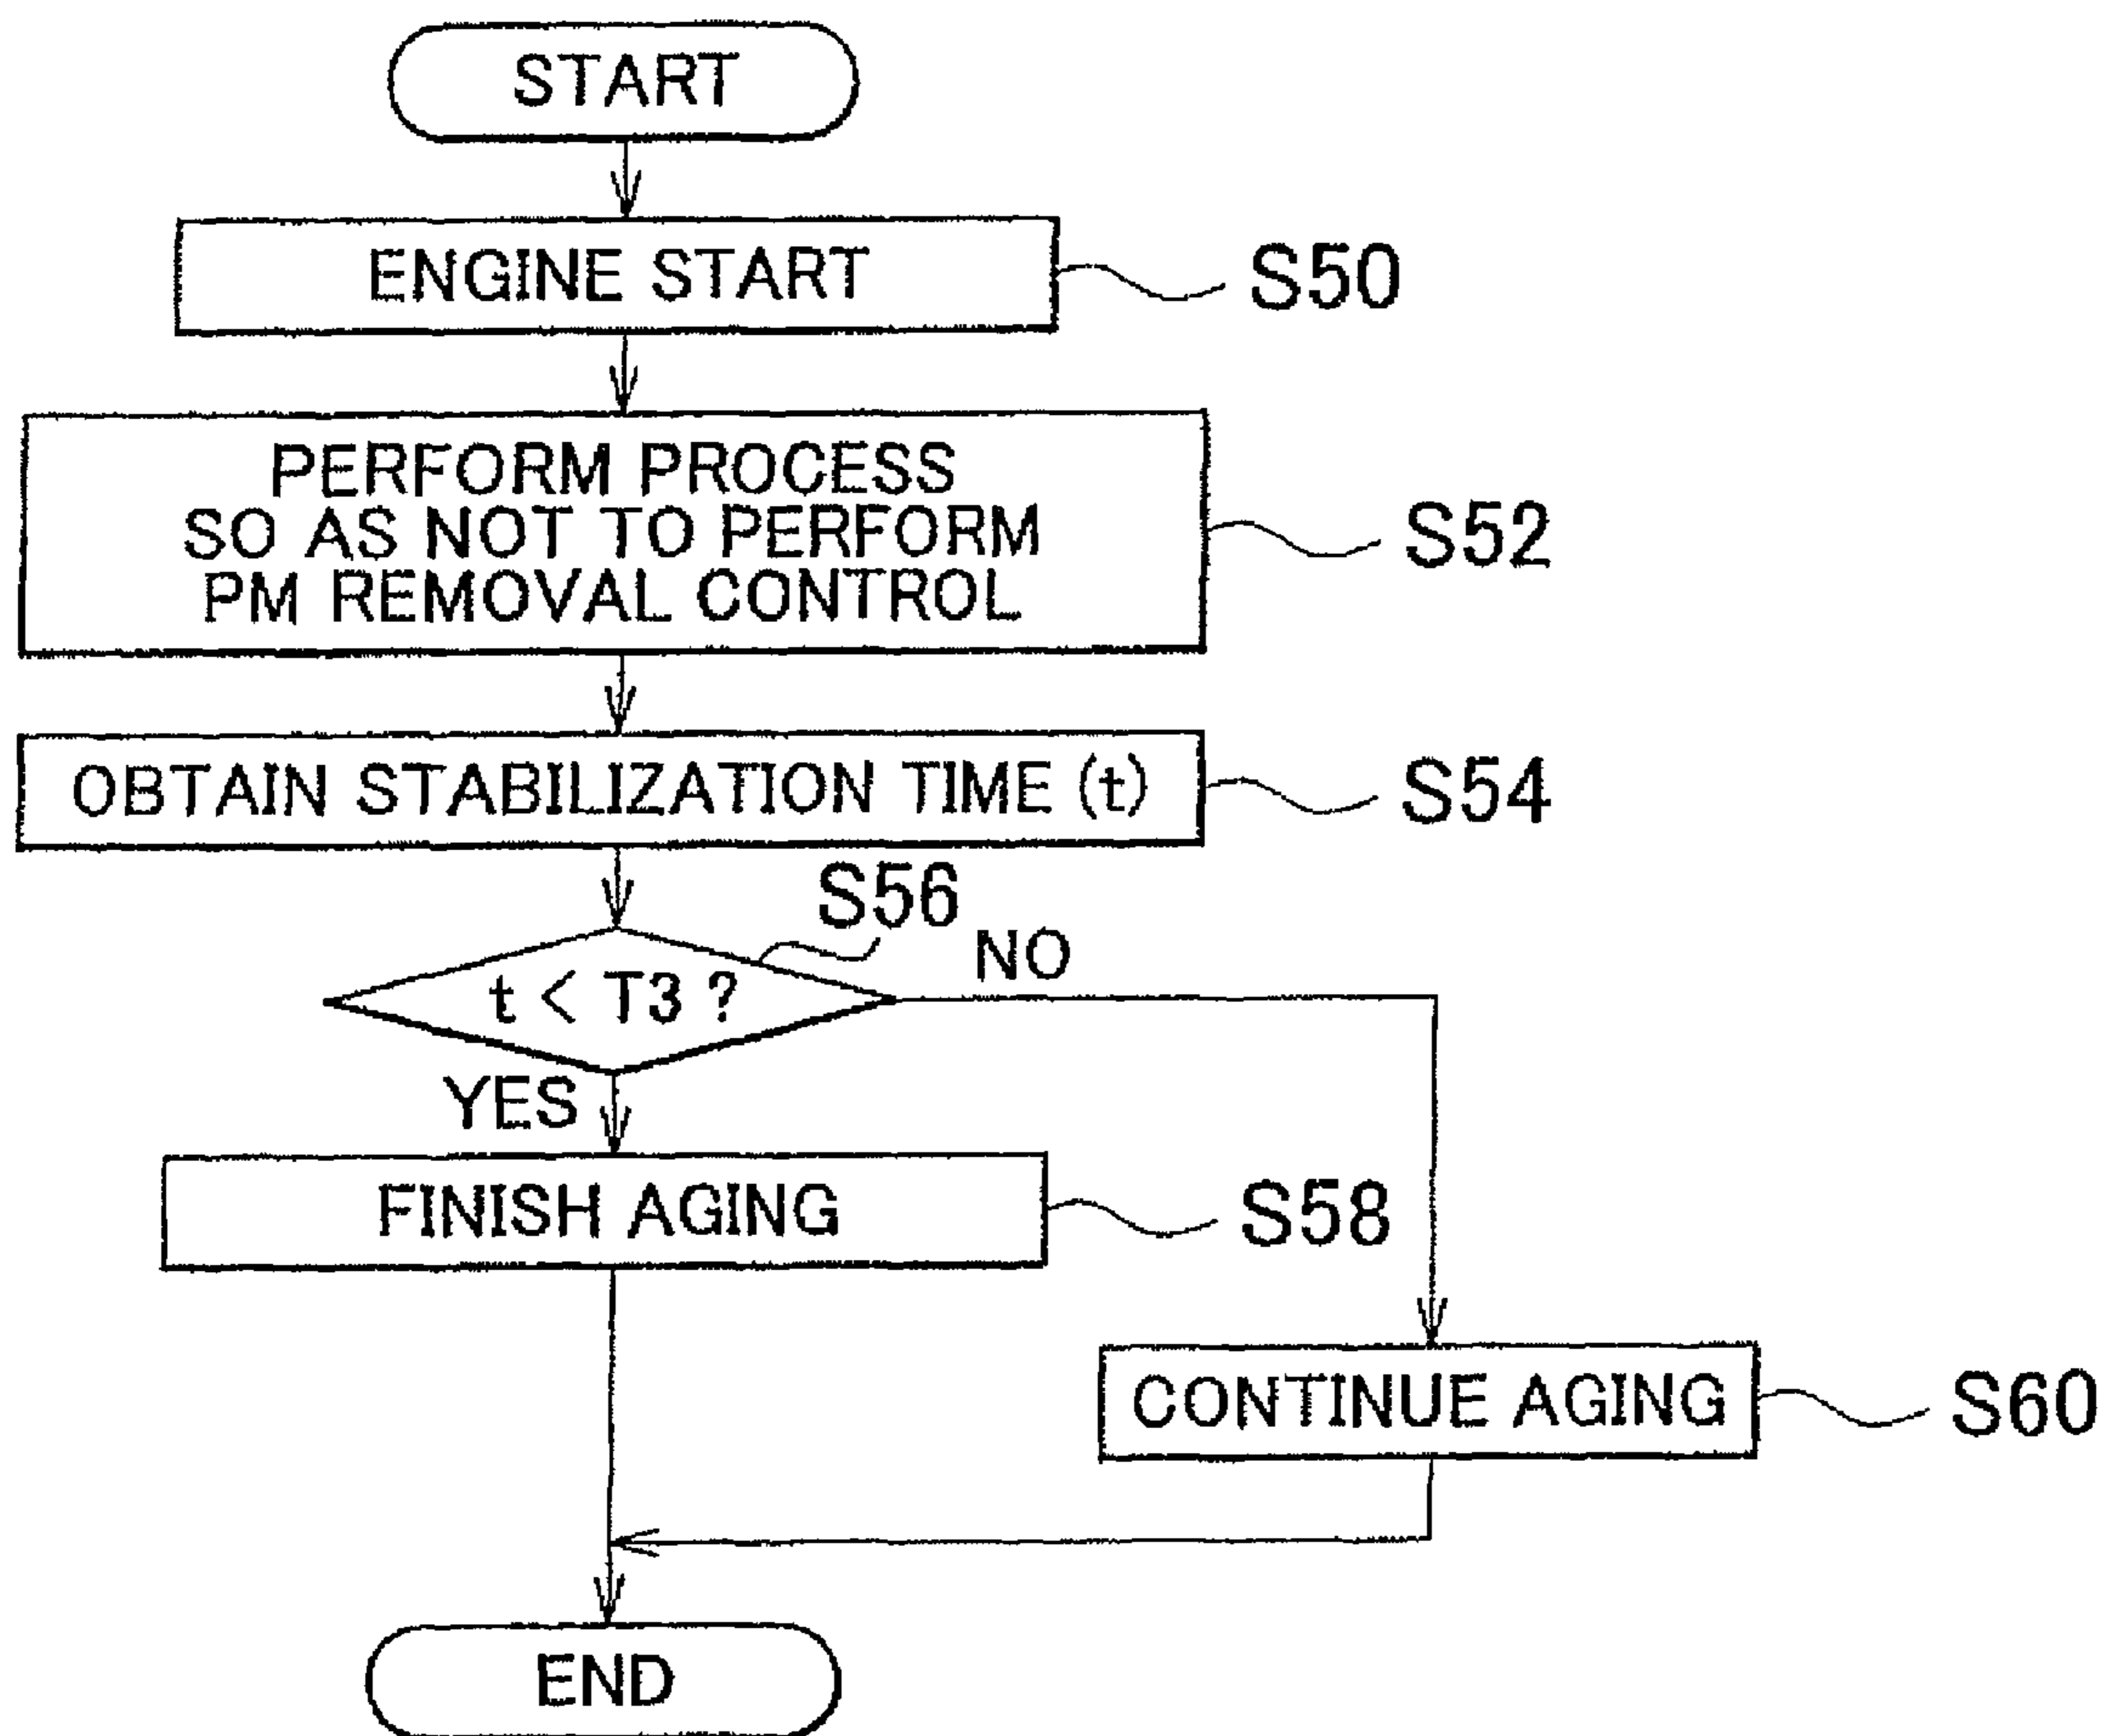 START
ENGINE START
S50
PERFORM PROCESS
SO AS NOT TO PERFORM
PM REMOVAL CONTROL
S52
OBTAIN STABILIZATION TIME (t)
S54
S56
t < T3 ?
NO
YES
FINISH AGING
S58
CONTINUE AGING
S60
END